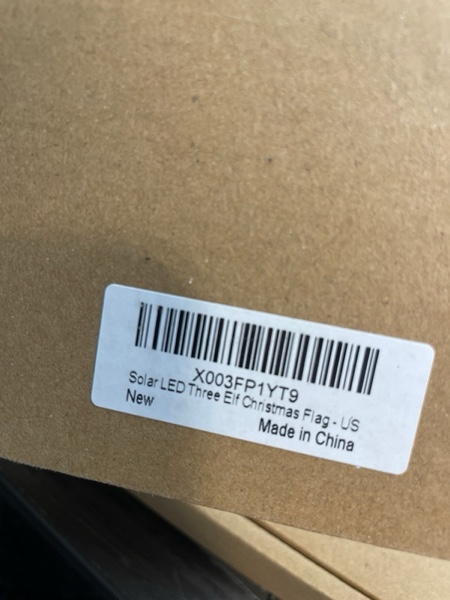 X003FP1YT9
Solar LED Three Elf Christmas Flag - US
New
Made in China